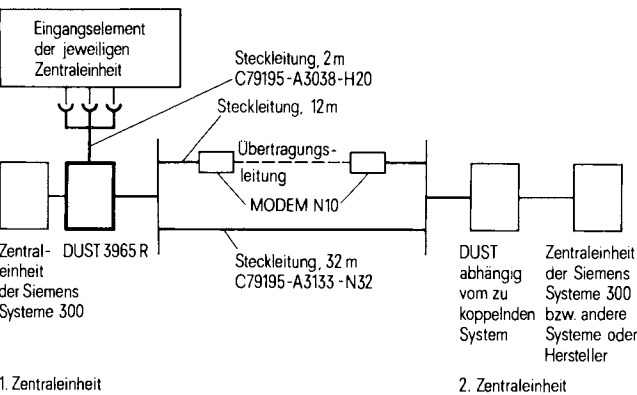 Eingangselement
der jeweiligen
Zentraleinheit
Steckleitung, 2m
C79195-A3038-H20
Steckleitung, 12m
Übertragungs-
leitung
MODEM N10
Steckleitung, 32 m
C79195-A3133-N32
Zentral-
einheit
der Siemens
Systeme 300
DUST 3965 R
DUST
abhängig
vom zu
koppelnden
System
Zentraleinheit
der Siemens
Systeme 300
bzw. andere
Systeme oder
Hersteller
1. Zentraleinheit
2. Zentraleinheit